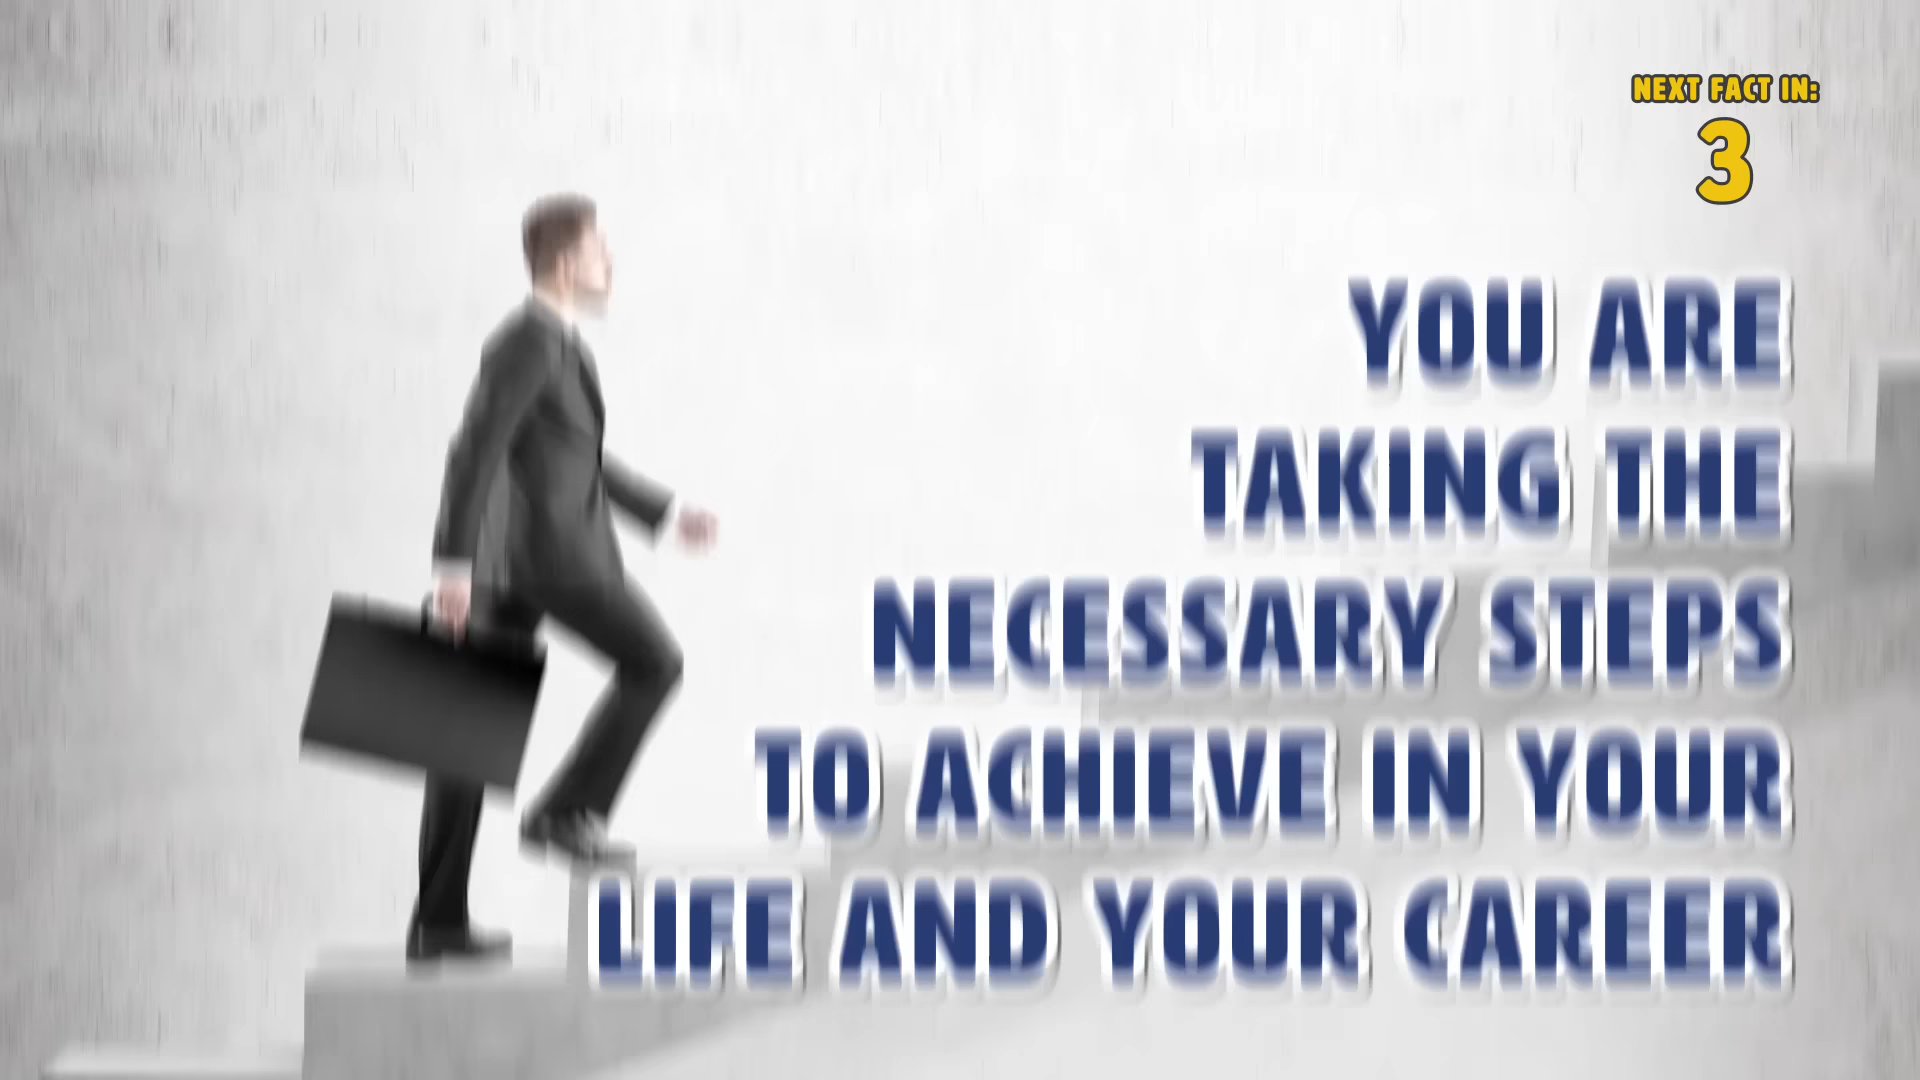 NEXT FACT IN:
3
YOU ARE
TAKING THE
NECESSARY STEPS
TO ACHIEVE IN YOUR
LIFE AND YOUR CAREER